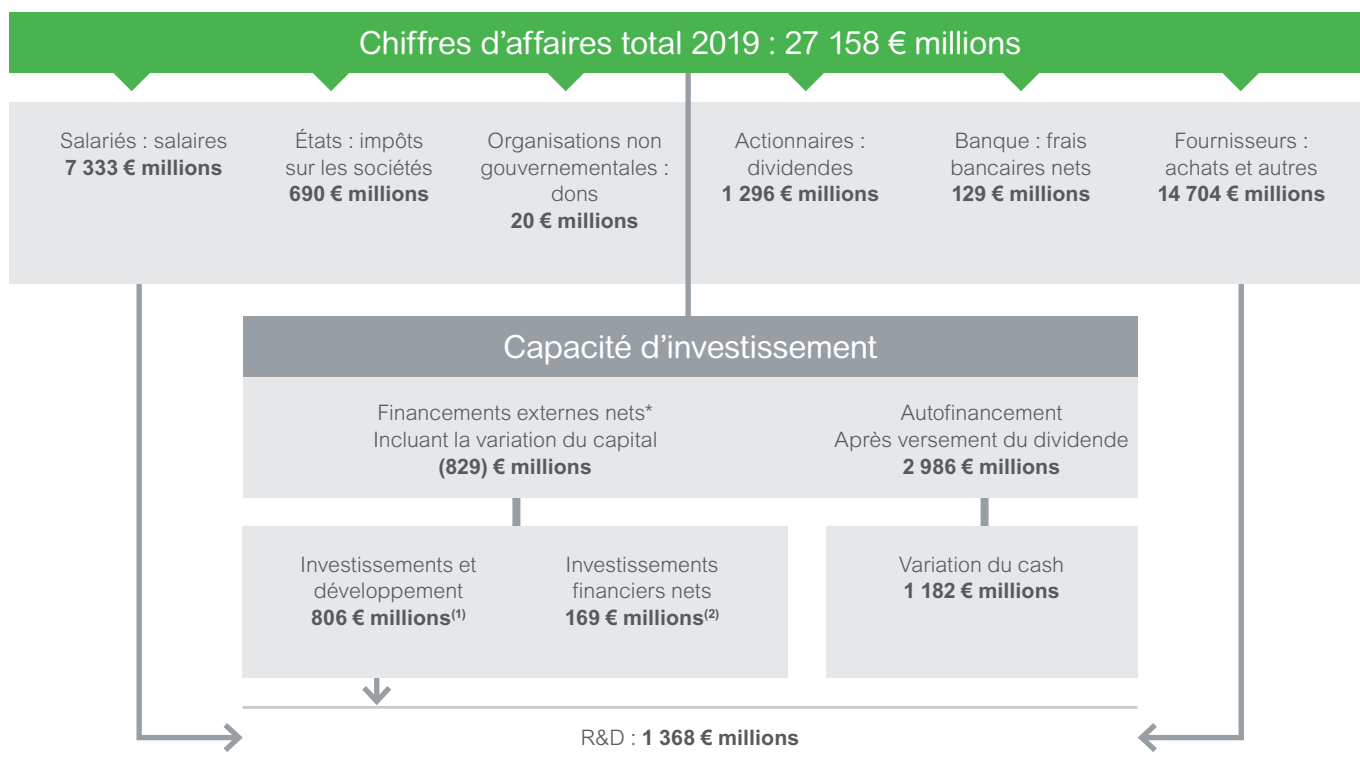 Chiffres d’affaires total 2019 : 27 158 € millions
Salariés : salaires
7 333 € millions
États : impôts
sur les sociétés
690 € millions
Organisations non
gouvernementales :
dons
20 € millions
Actionnaires :
dividendes
1 296 € millions
Banque : frais
bancaires nets
129 € millions
Fournisseurs :
achats et autres
14 704 € millions
Capacité d’investissement
Financements externes nets*
Incluant la variation du capital
(829) € millions
Autofinancement
Après versement du dividende
2 986 € millions
Investissements et
développement
806 € millions(1)
Investissements
financiers nets
169 € millions(2)
Variation du cash
1 182 € millions
R&D : 1 368 € millions